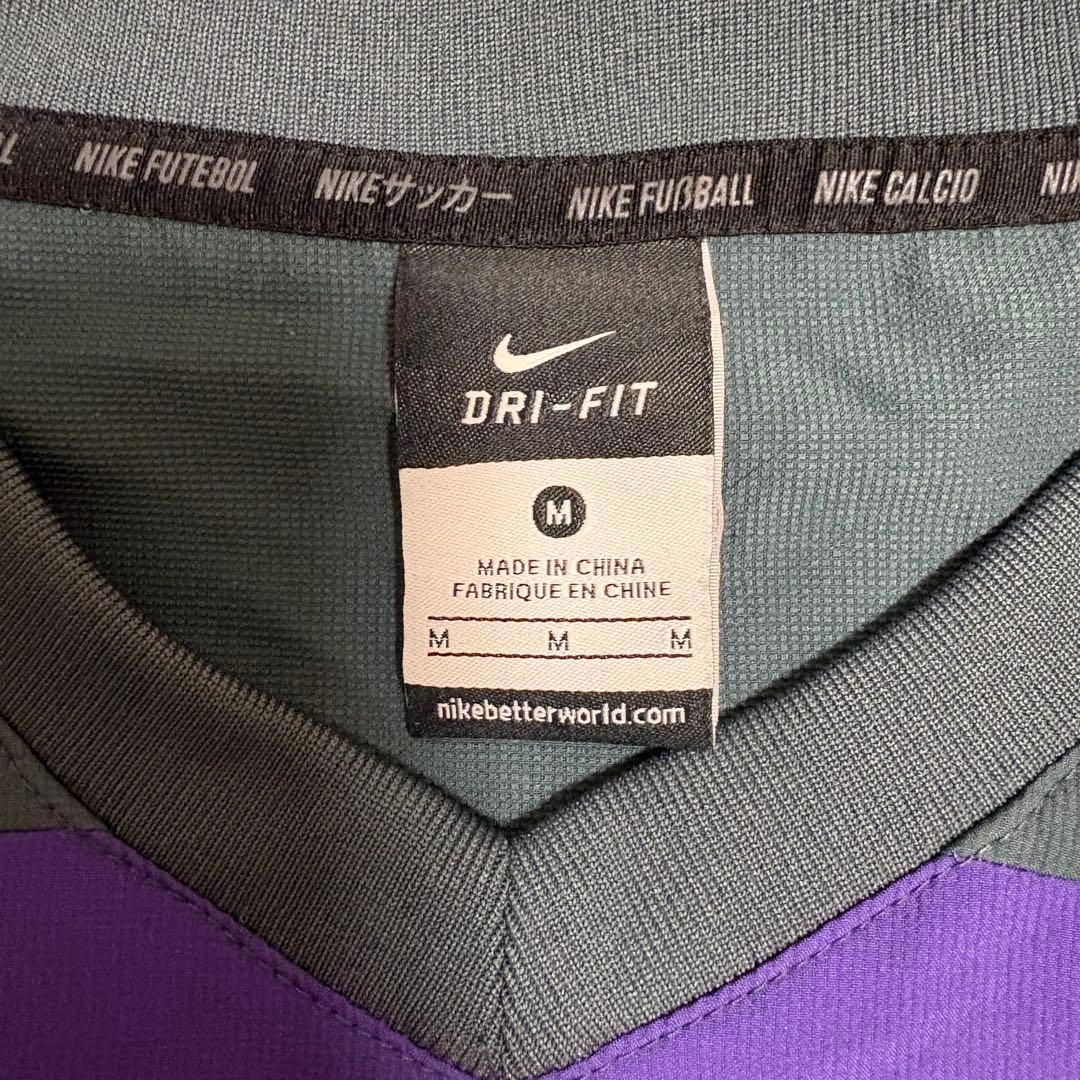 L NIKE FUTEBOL NIKEサッカー NIKE FUßBALL NIKE CALCIO NI
DRI-FIT
M
MADE IN CHINA
FABRIQUE EN CHINE
M M M
nikebetterworld.com